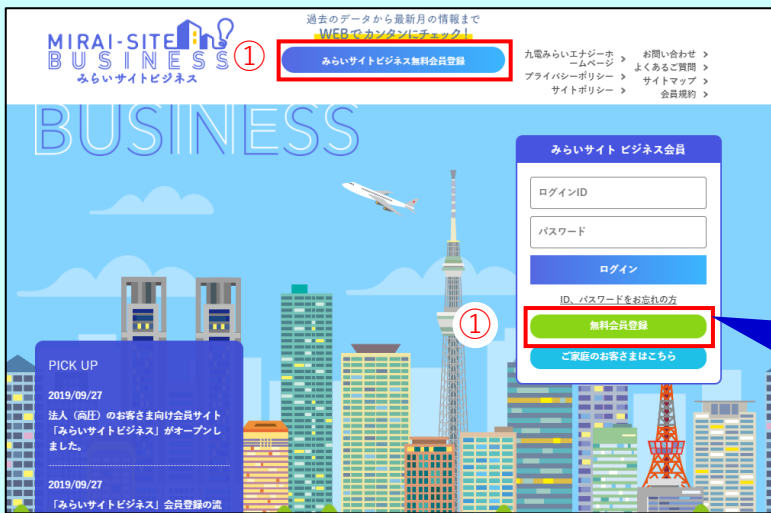 MIRAI-SITE
BUSINESS
みらいサイトビジネス
①
過去のデータから最新月の情報まで
WEBでカンタンにチェック！
みらいサイトビジネス無料会員登録
九電みらいエナジーホ
ームページ
プライバシーポリシー
サイトポリシー
お問い合わせ
よくあるご質問
サイトマップ
会員規約
BUSINESS
みらいサイト ビジネス会員
ログインID
パスワード
ログイン
ID、パスワードをお忘れの方
①
無料会員登録
ご家庭のお客さまはこちら
PICK UP
2019/09/27
法人（高圧）のお客さま向け会員サイト
「みらいサイトビジネス」がオープンし
ました。
2019/09/27
「みらいサイトビジネス」会員登録の流